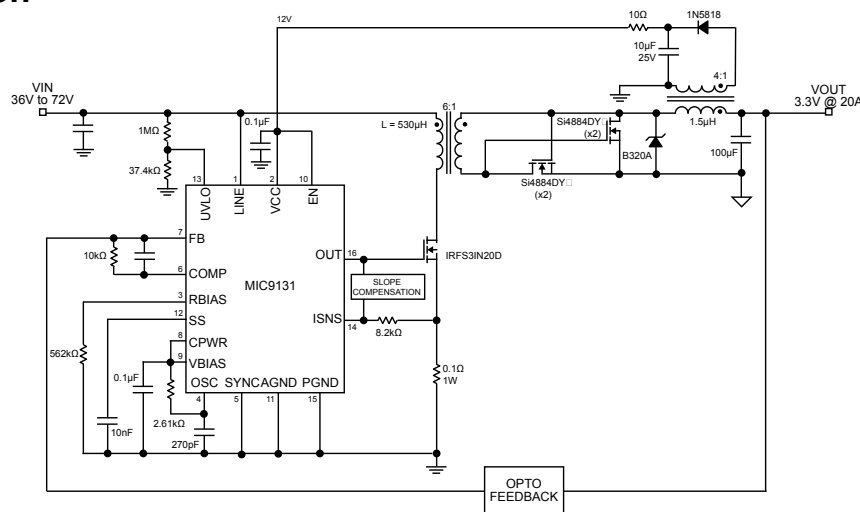 12V
10Ω
1N5818
10µF
25V
4:1
VIN
36V to 72V
VOUT
3.3V @ 20A
6:1
0.1µF
L = 530µH
Si4884DY□
(x2)
1.5µH
1MΩ
B320A
100µF
37.4kΩ
Si4884DY□
(x2)
13
1
2
10
UVLO
LINE
VCC
EN
7
FB
10kΩ
OUT
16
IRFS3IN20D
6
COMP
MIC9131
SLOPE
COMPENSATION
3
RBIAS
12
SS
ISNS
14
8.2kΩ
8
CPWR
562kΩ
9
VBIAS
0.1µF
0.1Ω
1W
OSC
SYNC
AGND
PGND
4
5
11
15
2.61kΩ
10nF
270pF
OPTO
FEEDBACK